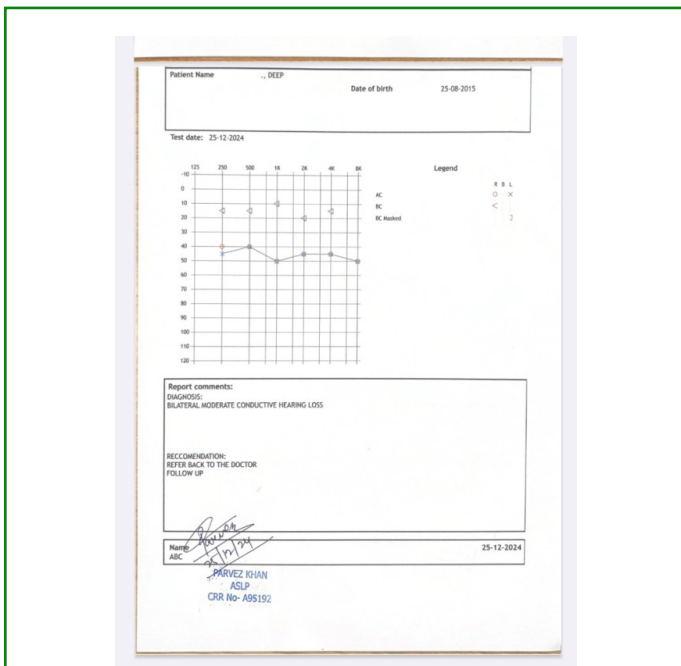 Patient Name ., DEEP
Date of birth 25-08-2015
Test date: 25-12-2024
125 250 500 1K 2K 4K 8K
-10
0
10
20
30
40
50
60
70
80
90
100
110
120
Legend
R B L
AC O X
BC <
BC Masked ]
Report comments:
DIAGNOSIS:
BILATERAL MODERATE CONDUCTIVE HEARING LOSS
RECCOMENDATION:
REFER BACK TO THE DOCTOR
FOLLOW UP
Name
ABC
25/12/24
25-12-2024
PARVEZ KHAN
ASLP
CRR No- A95192